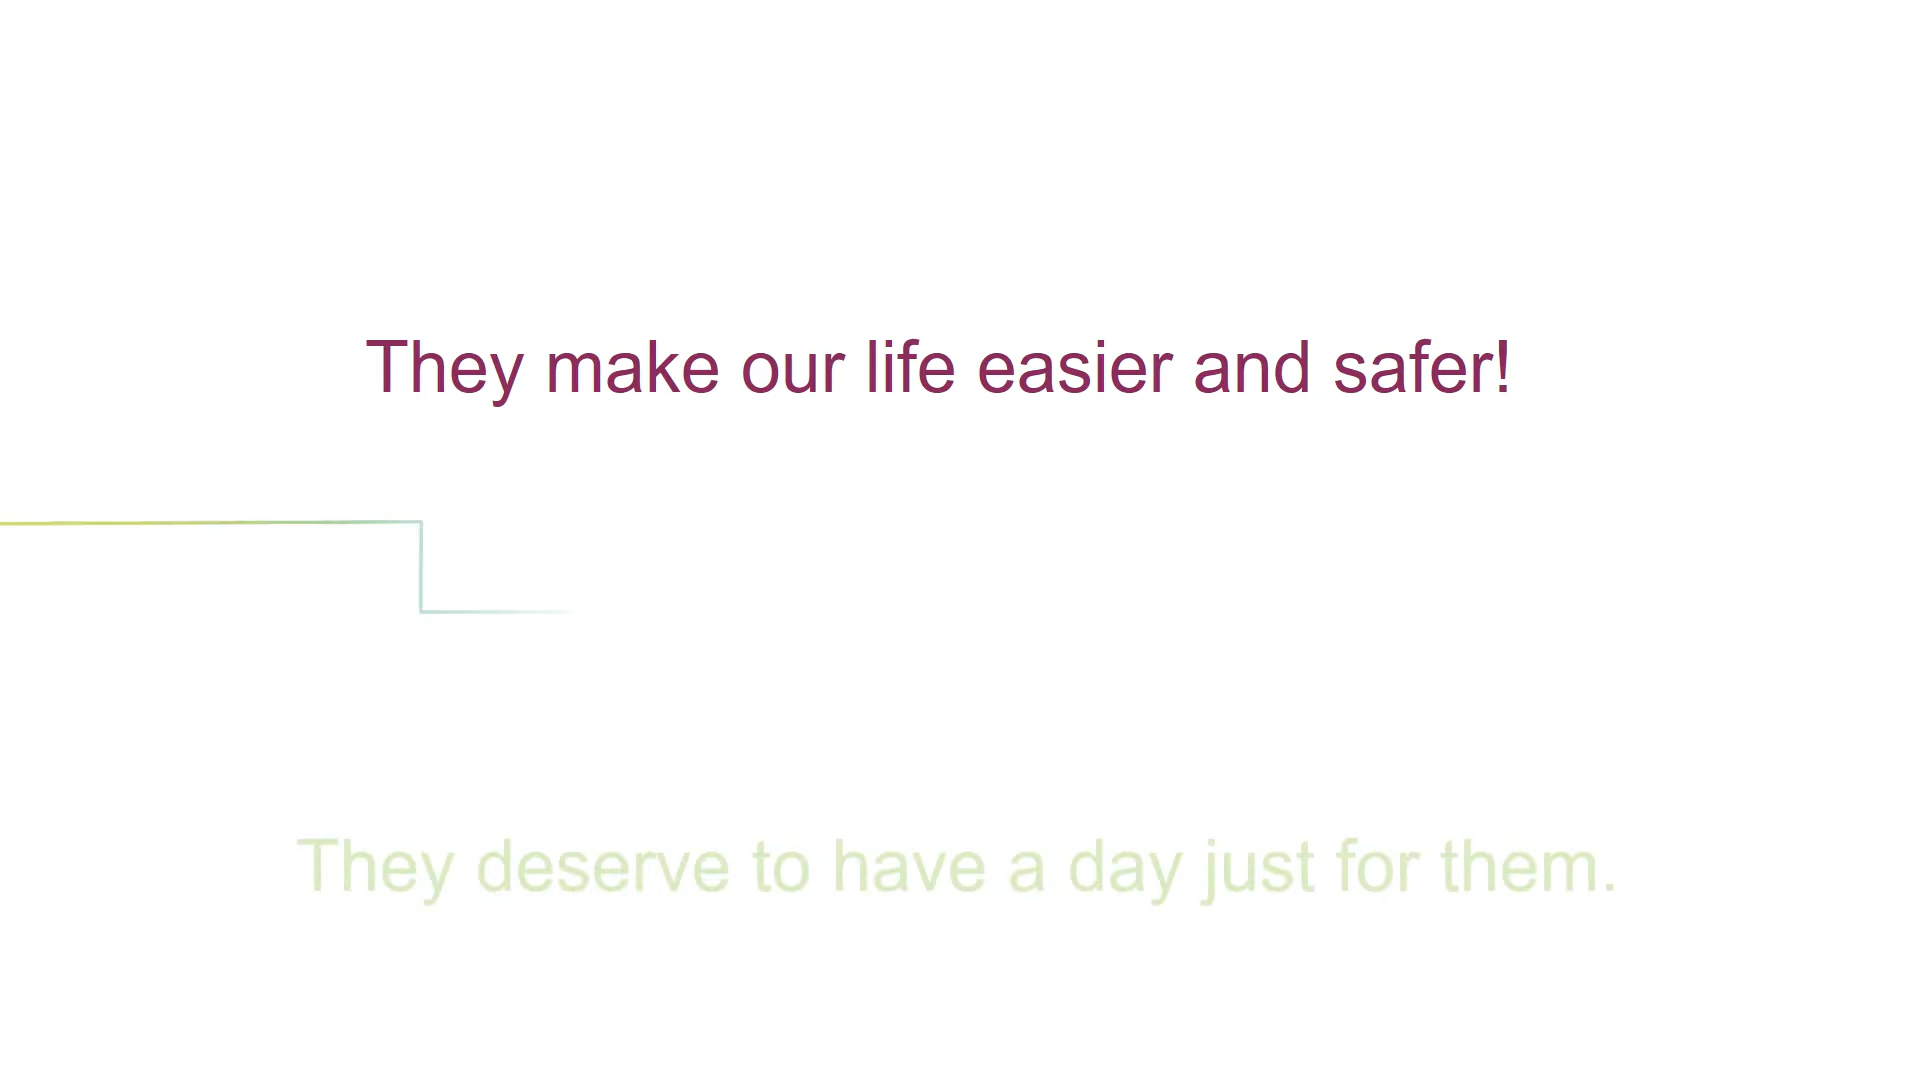 They make our life easier and safer!
They deserve to have a day just for them.